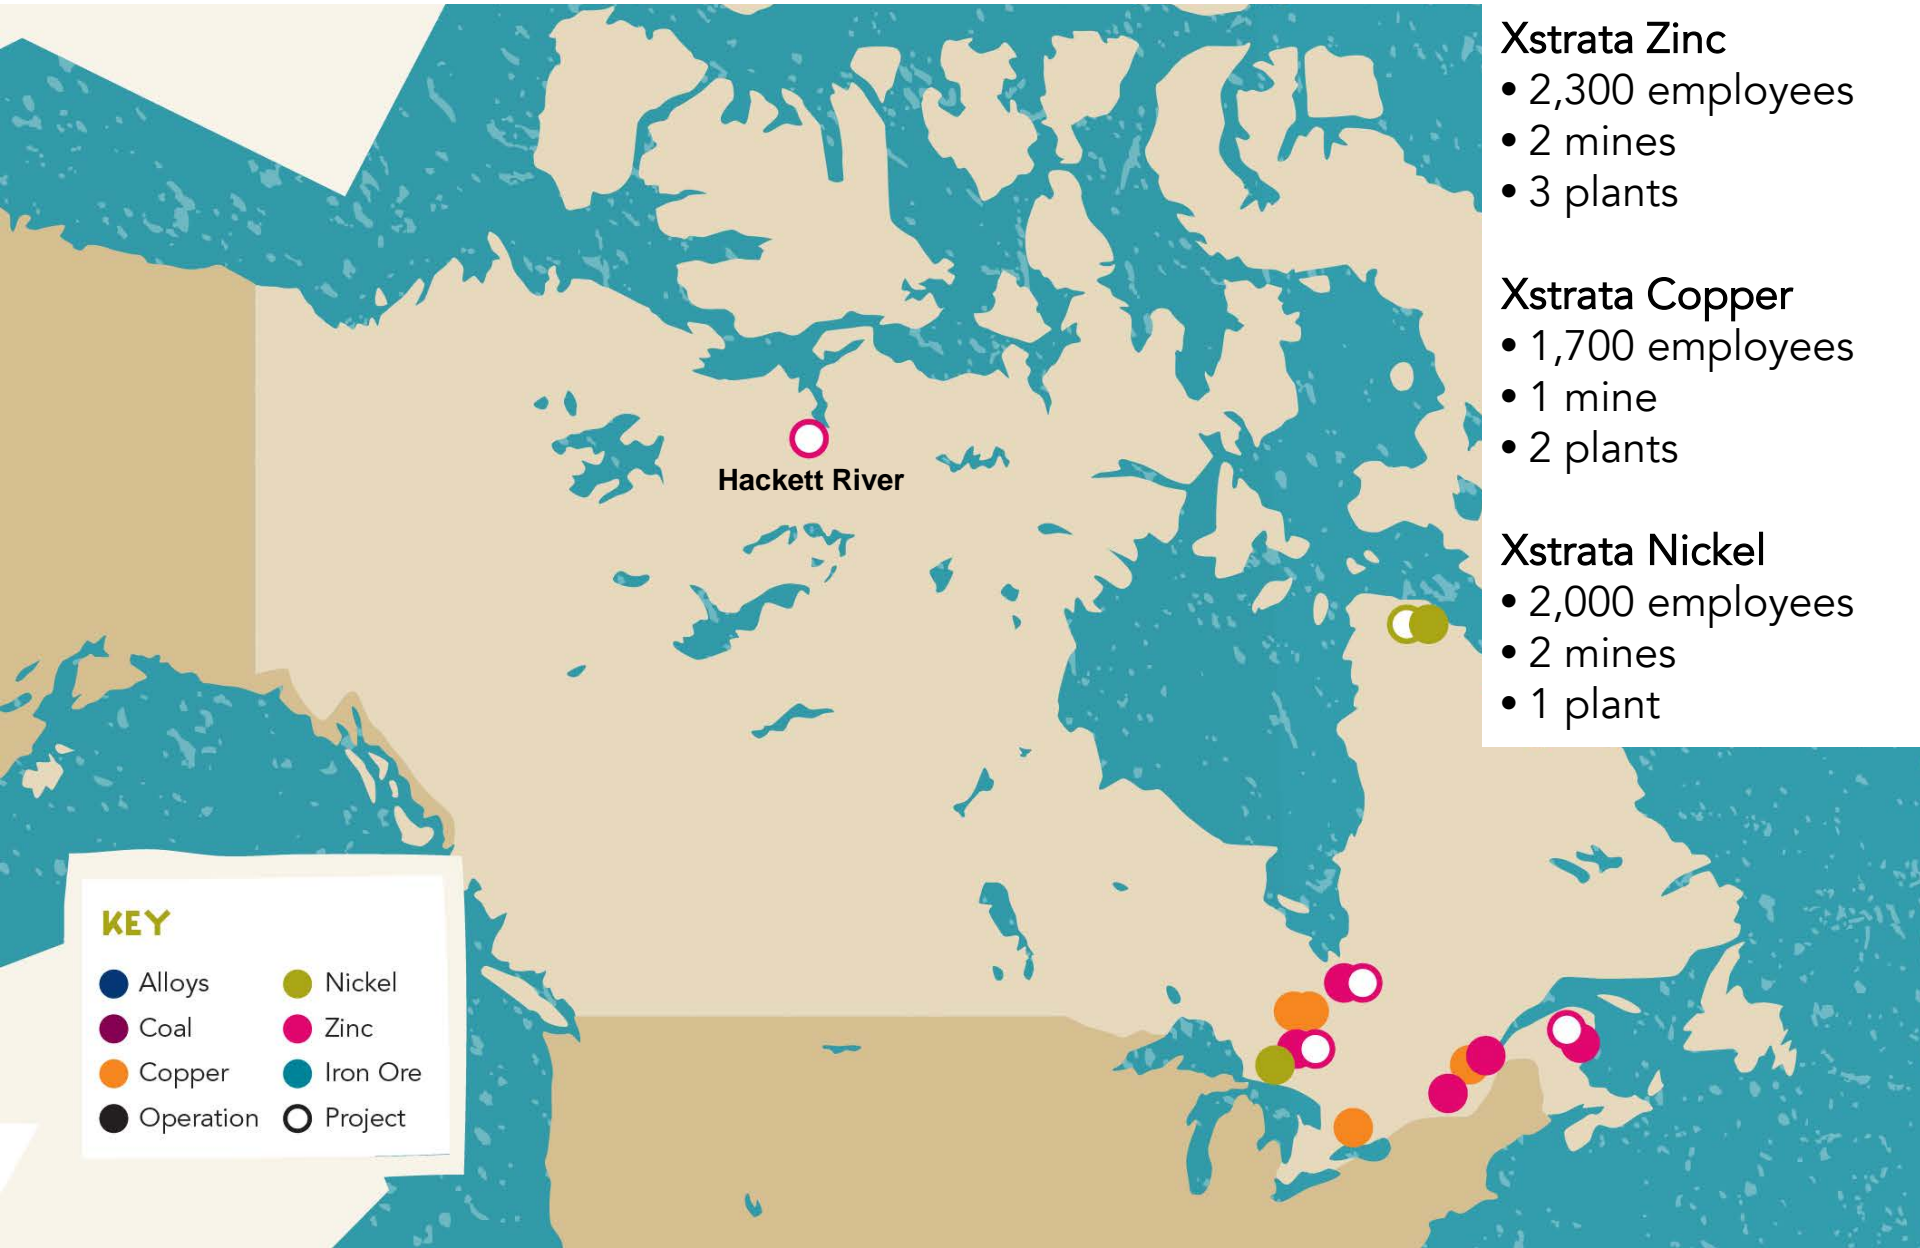 Xstrata Zinc
• 2,300 employees
• 2 mines
• 3 plants
Xstrata Copper
• 1,700 employees
• 1 mine
• 2 plants
Xstrata Nickel
• 2,000 employees
• 2 mines
• 1 plant
Hackett River
KEY
Alloys
Nickel
Coal
Zinc
Copper
Iron Ore
Operation
Project